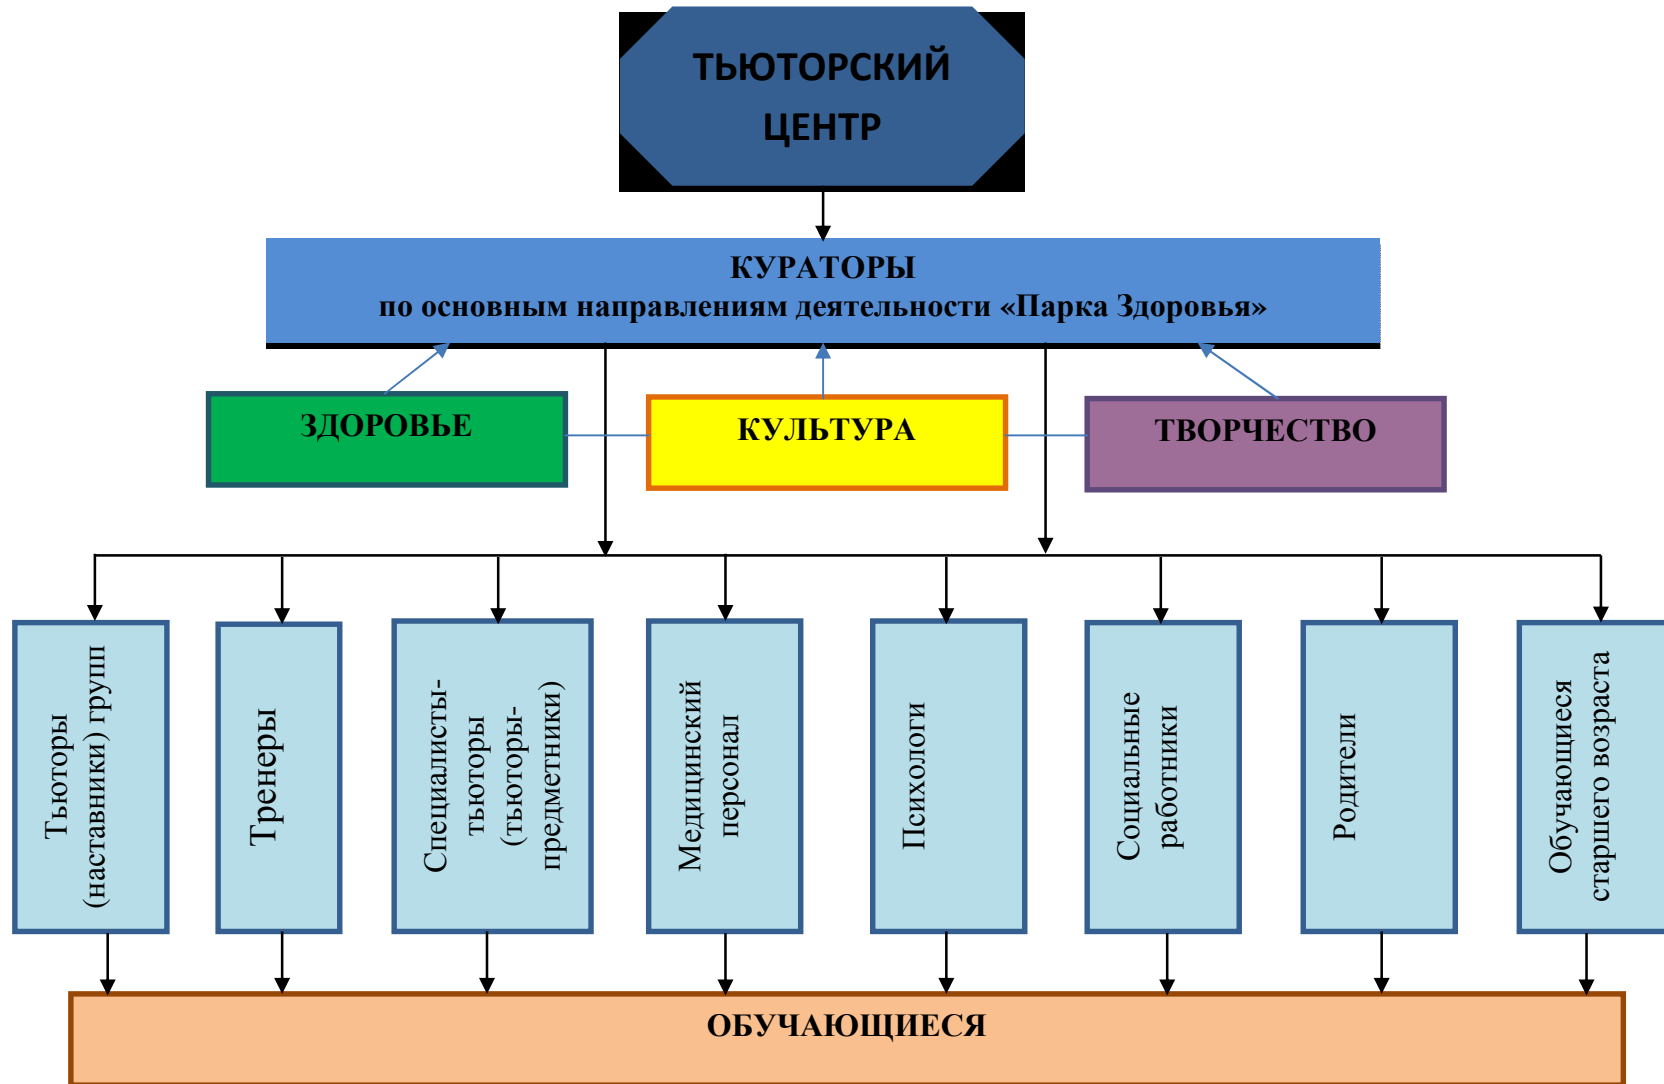 ТЬЮТОРСКИЙ
ЦЕНТР
КУРАТОРЫ
по основным направлениям деятельности «Парка Здоровья»
ЗДОРОВЬЕ
КУЛЬТУРА
ТВОРЧЕСТВО
Тьюторы
(наставники) групп
Тренеры
Специалисты-
тьюторы
(тьюторы-
предметники)
Медицинский
персонал
Психологи
Социальные
работники
Родители
Обучающиеся
старшего возраста
ОБУЧАЮЩИЕСЯ